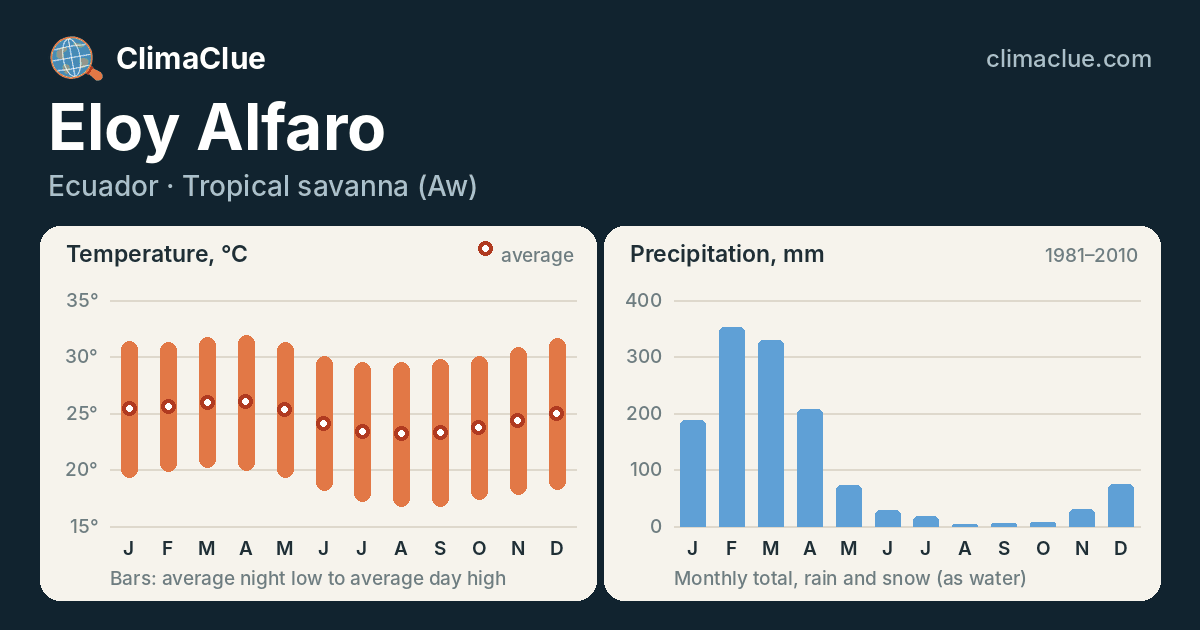 ClimaClue
climaclue.com
Eloy Alfaro
Ecuador · Tropical savanna (Aw)
Temperature, °C
average
35°
30°
25°
20°
15°
J F M A M J J A S O N D
Bars: average night low to average day high
Precipitation, mm
1981–2010
400
300
200
100
0
J F M A M J J A S O N D
Monthly total, rain and snow (as water)